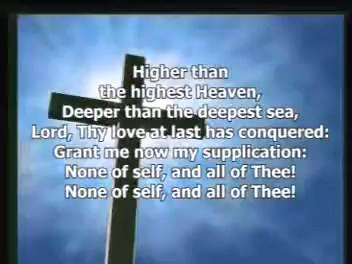 Higher than
the highest Heaven,
Deeper than the deepest sea,
Lord, Thy love at last has conquered:
Grant me now my supplication:
None of self, and all of Thee!
None of self, and all of Thee!